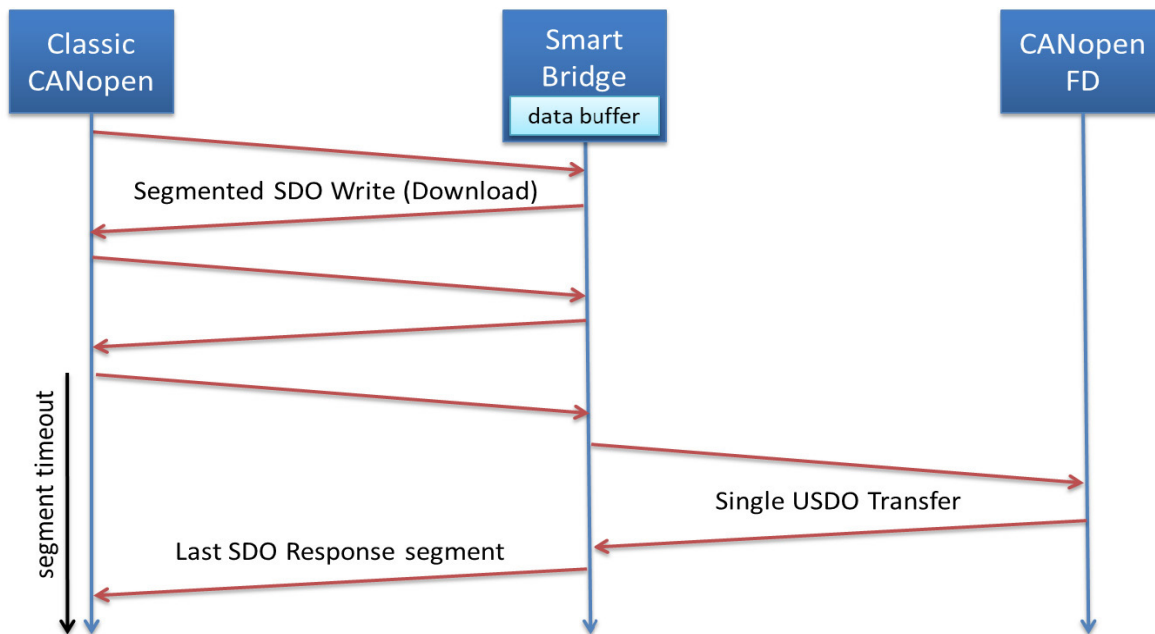 Classic
CANopen
Smart
Bridge
data buffer
CANopen
FD
Segmented SDO Write (Download)
segment timeout
Single USDO Transfer
Last SDO Response segment